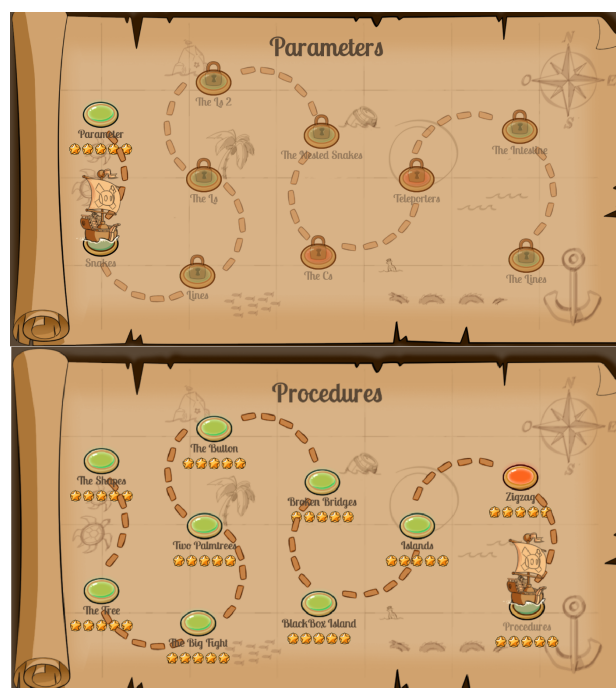 Parameters
N
The Ls 2
O
E
Parameter
S
The Nested Snakes
The Intestine
The Ls
Teleporters
Snakes
The Cs
The Lines
Lines
Procedures
N
O
E
The Button
S
The Shapes
Broken Bridges
Zigzag
Two Palmtrees
Islands
The Tree
BlackBox Island
Procedures
The Big Fight